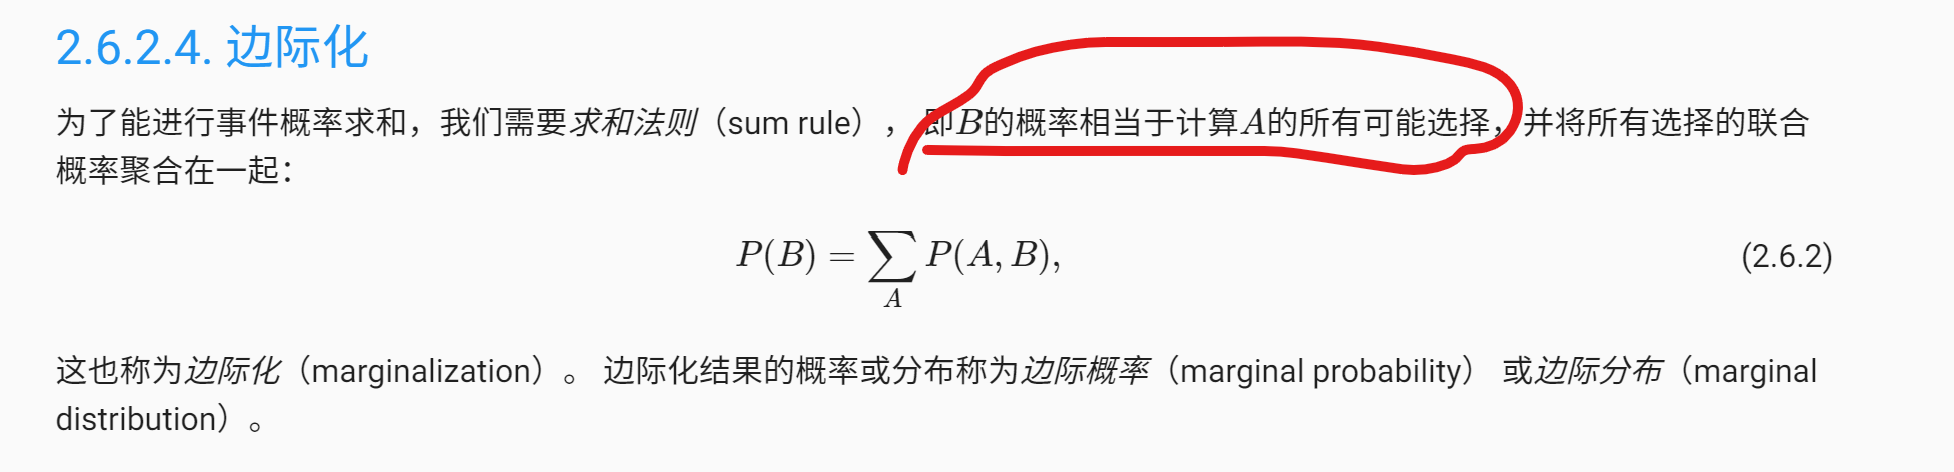 2.6.2.4. 边际化
为了能进行事件概率求和，我们需要求和法则（sum rule）， 即B的概率相当于计算A的所有可能选择，并将所有选择的联合
概率聚合在一起：
P(B) = ∑_A P(A, B), (2.6.2)
这也称为边际化（marginalization）。 边际化结果的概率或分布称为边际概率（marginal probability） 或边际分布（marginal
distribution）。